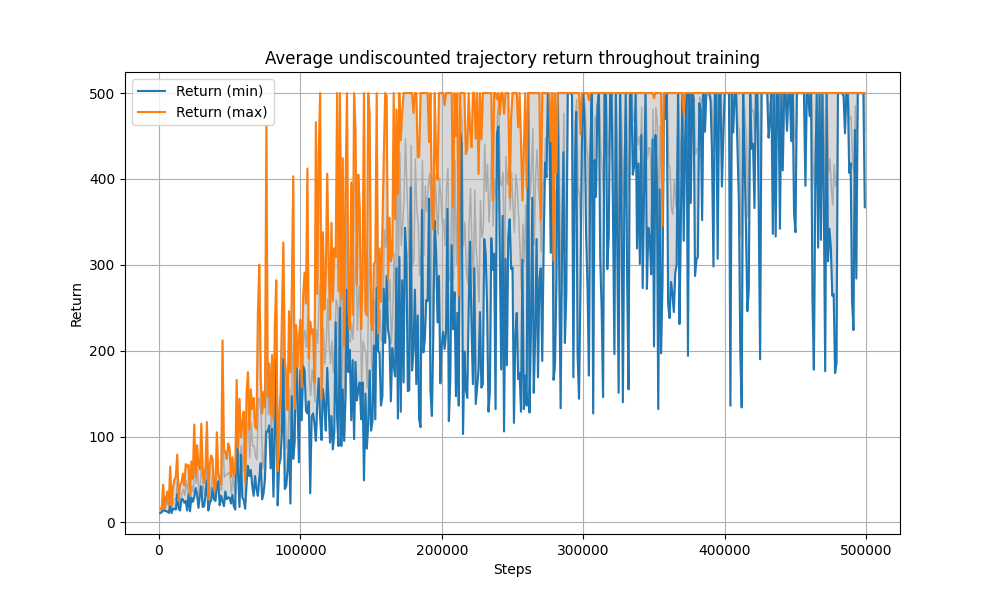 Average undiscounted trajectory return throughout training
Return (min)
Return (max)
500
400
300
200
100
0
Return
0 100000 200000 300000 400000 500000
Steps